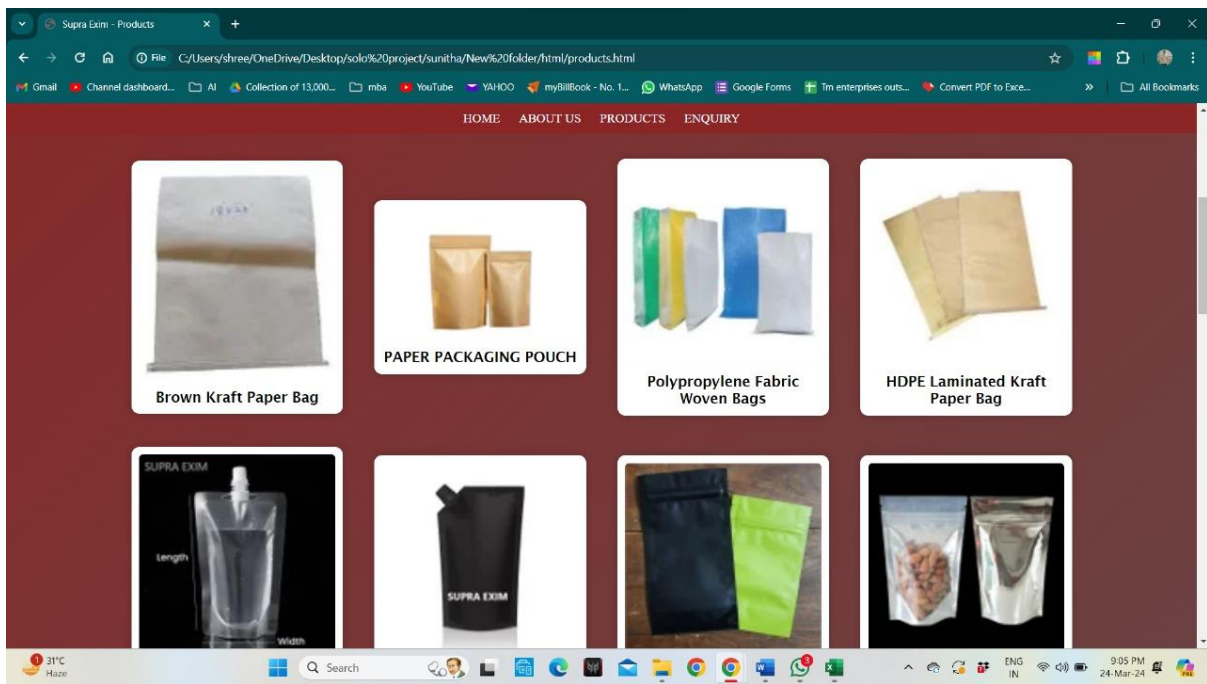 Supra Exim - Products
File C:/Users/shree/OneDrive/Desktop/solo%20project/sunitha/New%20folder/html/products.html
Gmail Channel dashboard... AI Collection of 13,000... mba YouTube YAHOO myBillBook - No. 1... WhatsApp Google Forms Tm enterprises outs... Convert PDF to Exce... » All Bookmarks
HOME ABOUT US PRODUCTS ENQUIRY
Brown Kraft Paper Bag
PAPER PACKAGING POUCH
Polypropylene Fabric
Woven Bags
HDPE Laminated Kraft
Paper Bag
SUPRA EXIM
Length
Width
SUPRA EXIM
1
31°C
Haze
Search
3
ENG
IN
9:05 PM
24-Mar-24